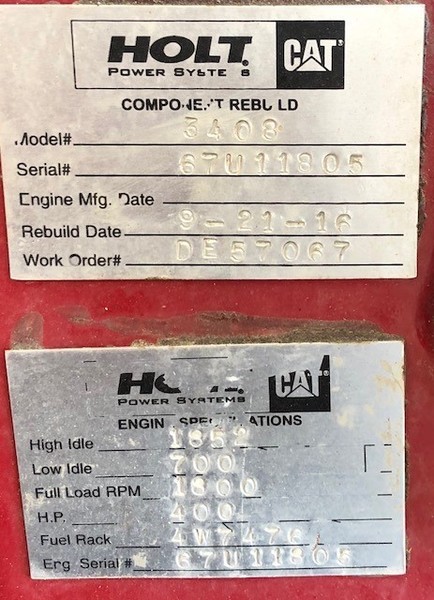 HOLT. CAT
POWER SYSTEMS
COMPONENT REBUILD
Model# 3408
Serial# 67U11805
Engine Mfg. Date
Rebuild Date 9-21-16
Work Order# DE57067
HOLT CAT
POWER SYSTEMS
ENGINE SPECIFICATIONS
High Idle 1852
Low Idle 700
Full Load RPM 1800
H.P. 400
Fuel Rack 4W7476
Eng Serial# 67U11805